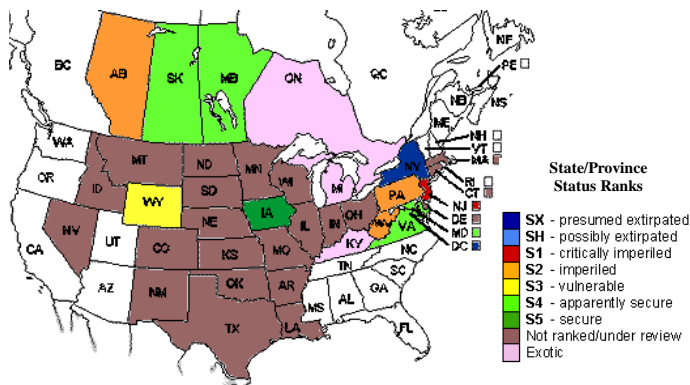 NF
BC
AB
SK
MB
ON
QC
PE
NB
NS
ME
WA
MT
ND
MN
NH
VT
MA
OR
ID
SD
WI
MI
NY
RI
CT
WY
NE
IA
PA
NJ
DE
NV
UT
CO
KS
MO
IL
IN
OH
WV
VA
MD
DC
CA
KY
NC
TN
AZ
NM
OK
AR
SC
TX
LA
MS
AL
GA
FL
State/Province
Status Ranks
SX - presumed extirpated
SH - possibly extirpated
S1 - critically imperiled
S2 - imperiled
S3 - vulnerable
S4 - apparently secure
S5 - secure
Not ranked/under review
Exotic